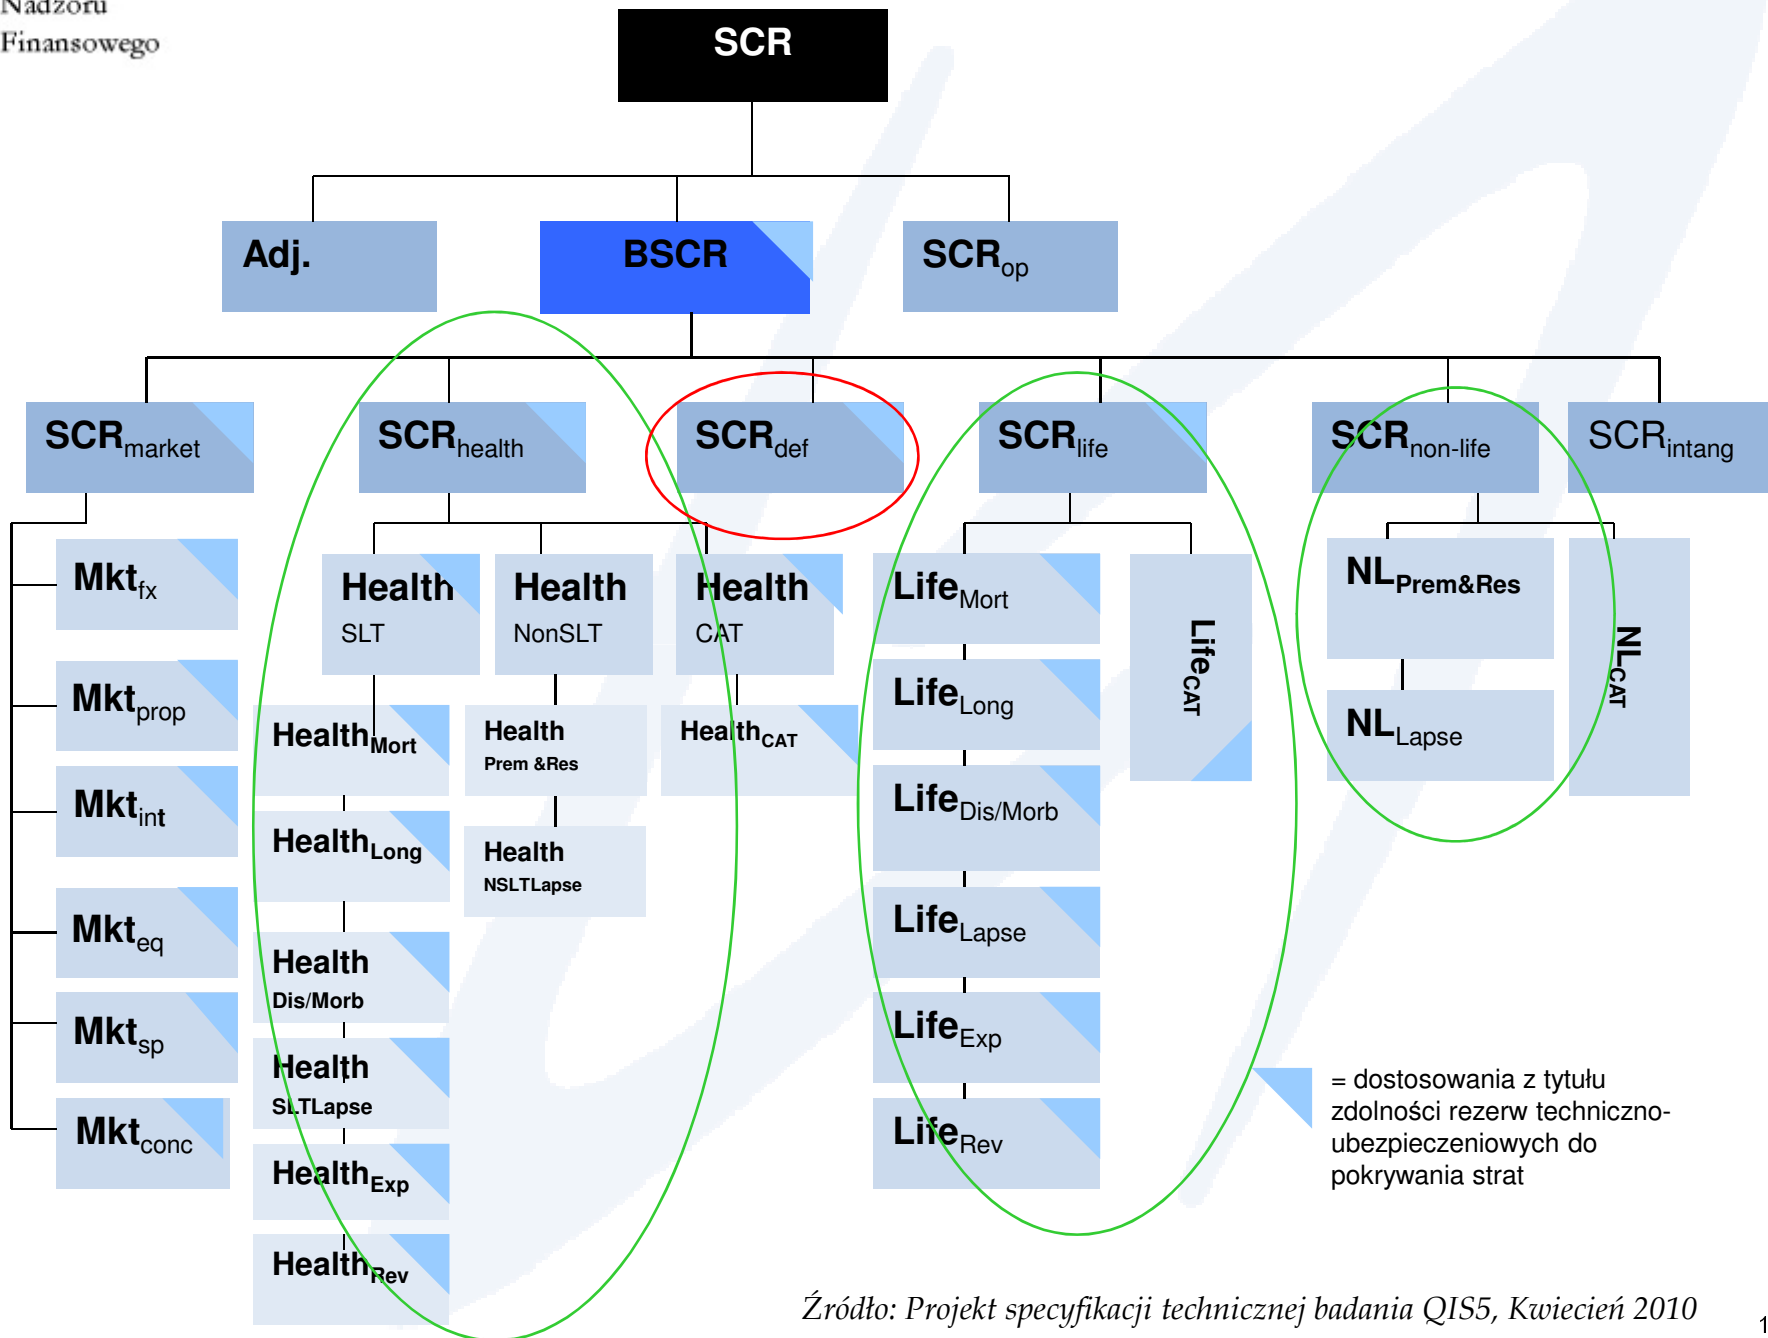 Nadzoru
Finansowego
SCR
Adj.
BSCR
SCRop
SCRmarket
SCRhealth
SCRdef
SCRlife
SCRnon-life
SCRintang
Mktfx
Mktprop
Mktint
Mkteq
Mktsp
Mktconc
Health
SLT
Health
NonSLT
Health
CAT
HealthMort
HealthLong
Health
Dis/Morb
Health
SLTLapse
HealthExp
HealthRev
Health
Prem &Res
Health
NSLTLapse
HealthCAT
LifeMort
LifeLong
LifeDis/Morb
LifeLapse
LifeExp
LifeRev
LifeCAT
NLPrem&Res
NLLapse
NLCAT
= dostosowania z tytułu
zdolności rezerw techniczno-
ubezpieczeniowych do
pokrywania strat
Źródło: Projekt specyfikacji technicznej badania QIS5, Kwiecień 2010
1